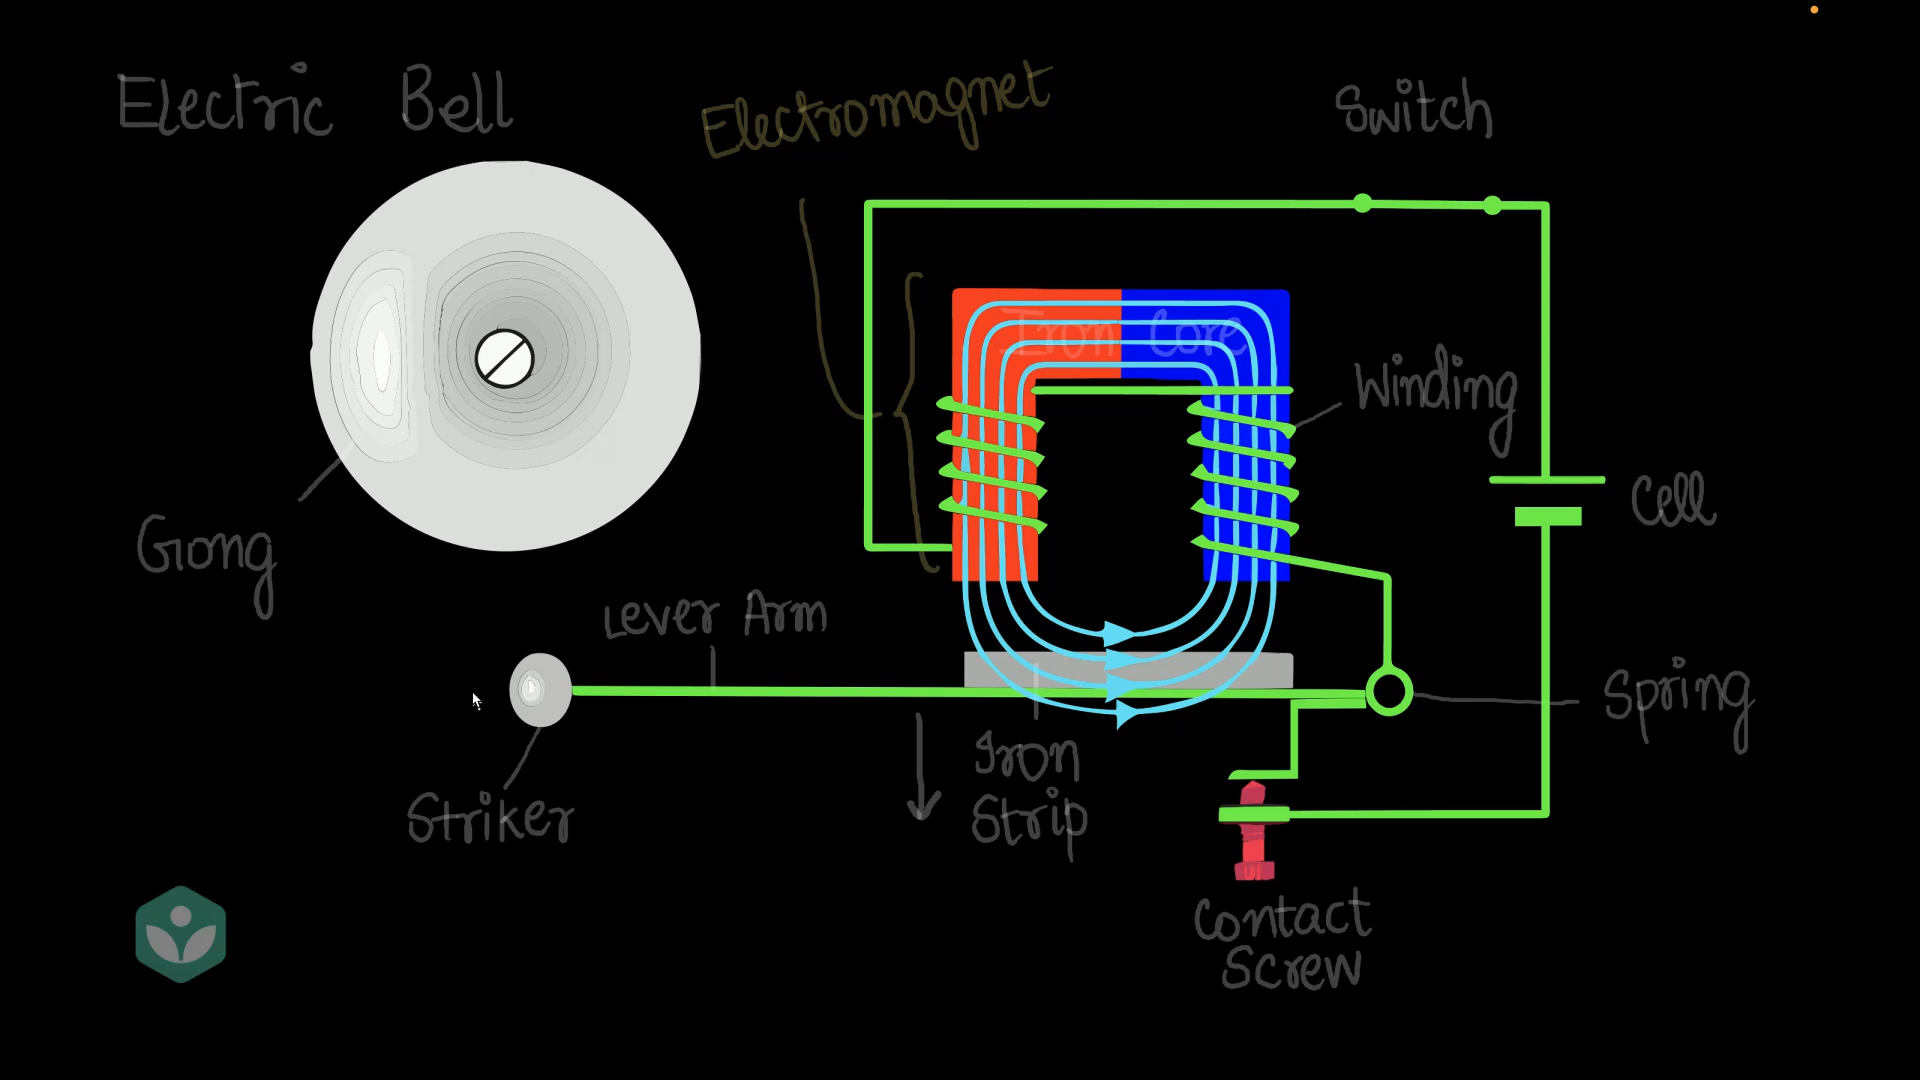 Electric Bell
Electromagnet
Switch
Iron Core
Winding
Cell
Gong
Lever Arm
Spring
Striker
Iron
Strip
Contact
Screw